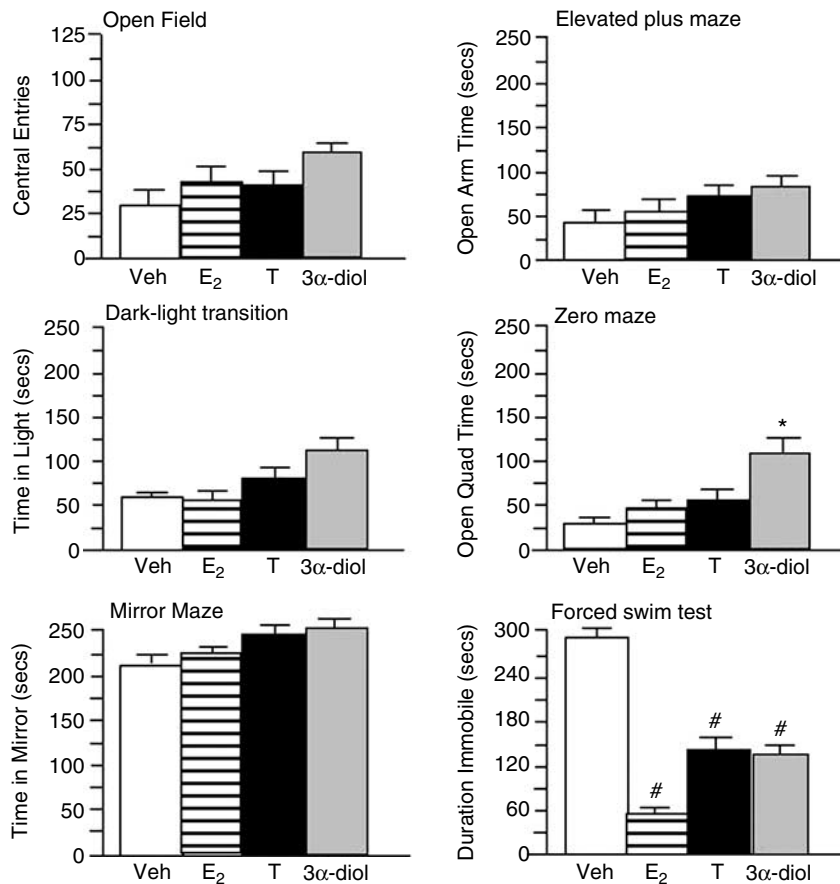 Open Field
Central Entries
125
100
75
50
25
0
Veh E₂ T 3α-diol
Elevated plus maze
Open Arm Time (secs)
250
200
150
100
50
0
Veh E₂ T 3α-diol
Dark-light transition
Time in Light (secs)
250
200
150
100
50
0
Veh E₂ T 3α-diol
Zero maze
Open Quad Time (secs)
250
200
150
100
50
0
*
Veh E₂ T 3α-diol
Mirror Maze
Time in Mirror (secs)
250
200
150
100
50
0
Veh E₂ T 3α-diol
Forced swim test
Duration Immobile (secs)
300
240
180
120
60
0
# # #
Veh E₂ T 3α-diol